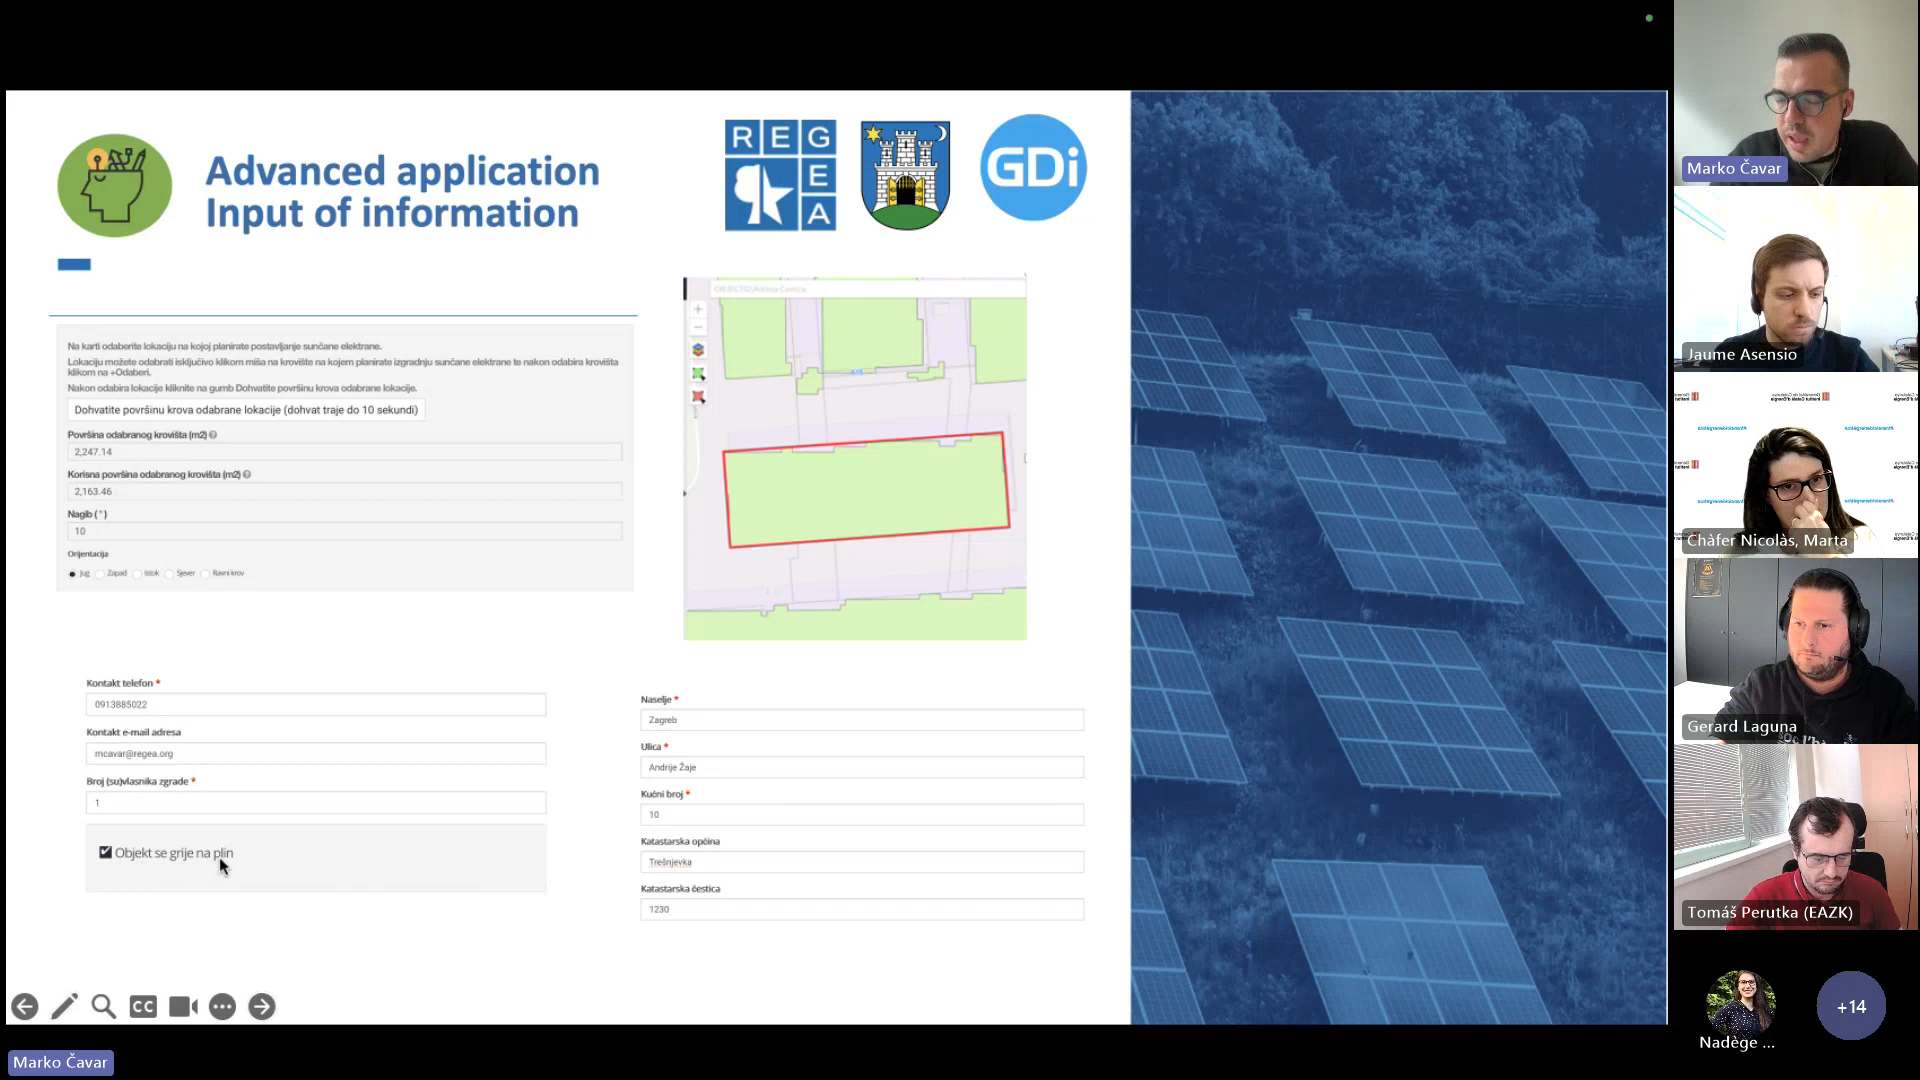 Advanced application
Input of information
REG
E
A
GDi
Na karti odaberite lokaciju na kojoj planirate postavljanje sunčane elektrane.
Lokaciju možete odabrati isključivo klikom miša na krovište na kojem planirate izgradnju sunčane elektrane te nakon odabira krovišta
klikom na +Odaberi.
Nakon odabira lokacije kliknite na gumb Dohvatite površinu krova odabrane lokacije.
Dohvatite površinu krova odabrane lokacije (dohvat traje do 10 sekundi)
Površina odabranog krovišta (m2)
2,247.14
Korisna površina odabranog krovišta (m2)
2,163.46
Nagib ( ° )
10
Orijentacija
Jug Zapad Istok Sjever Ravni krov
Kontakt telefon *
0913885022
Kontakt e-mail adresa
mcavar@regea.org
Broj (su)vlasnika zgrade *
1
Objekt se grije na plin
Naselje *
Zagreb
Ulica *
Andrije Žaje
Kućni broj *
10
Katastarska općina
Trešnjevka
Katastarska čestica
1230
CC
Marko Čavar
Marko Čavar
Jaume Asensio
Chàfer Nicolàs, Marta
Gerard Laguna
Tomáš Perutka (EAZK)
Nadège ...
+14